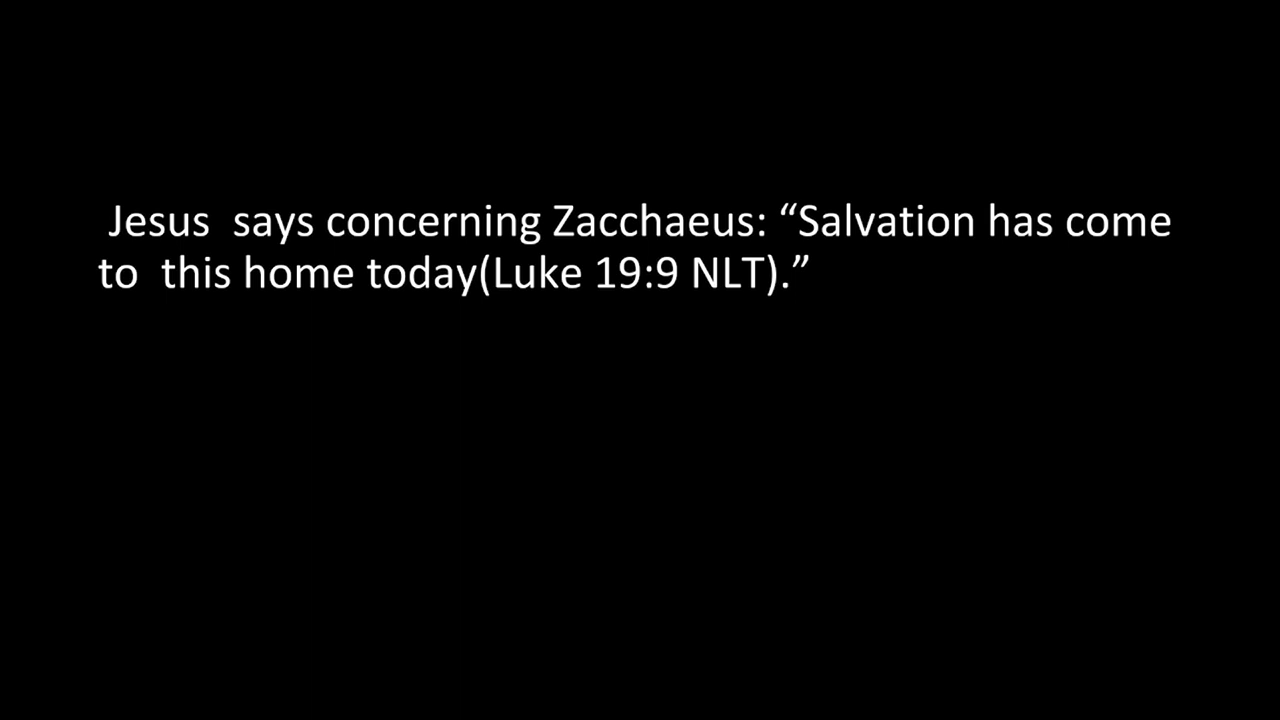 Jesus  says concerning Zacchaeus: “Salvation has come
to  this home today(Luke 19:9 NLT).”